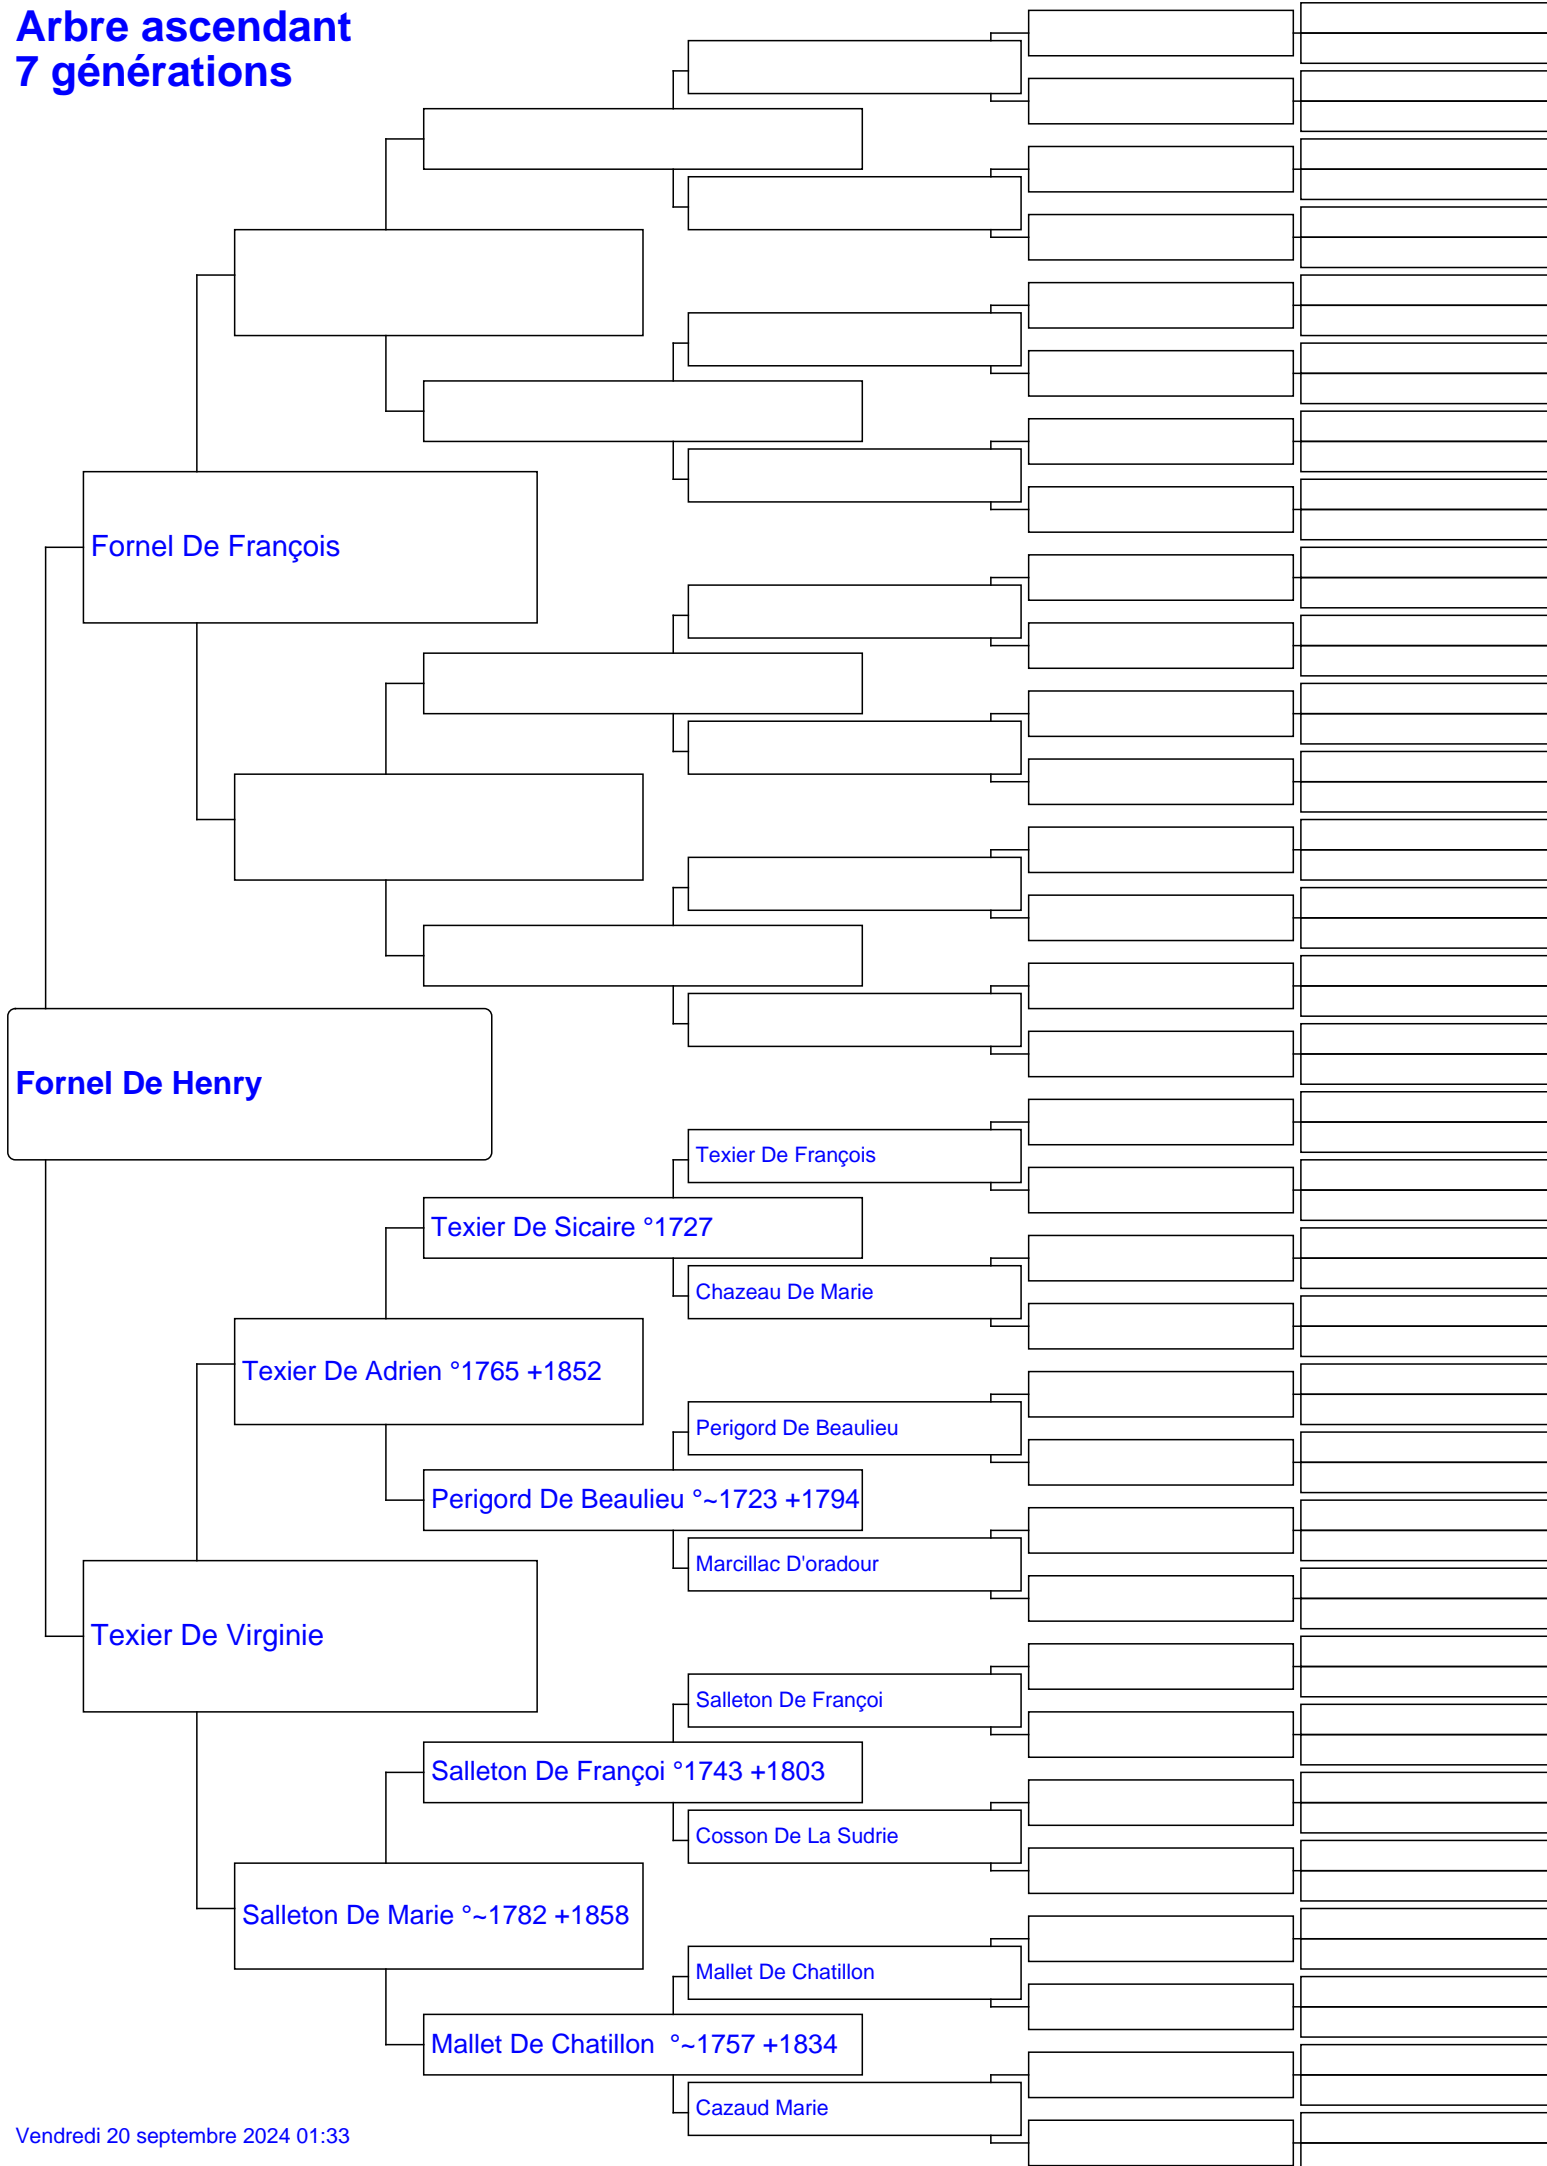 Arbre ascendant
7 générations
Fornel De François
Fornel De Henry
Texier De François
Texier De Sicaire °1727
Chazeau De Marie
Texier De Adrien °1765 +1852
Perigord De Beaulieu
Perigord De Beaulieu °~1723 +1794
Marcillac D'oradour
Texier De Virginie
Salleton De Françoi
Salleton De Françoi °1743 +1803
Cosson De La Sudrie
Salleton De Marie °~1782 +1858
Mallet De Chatillon
Mallet De Chatillon  °~1757 +1834
Cazaud Marie
Vendredi 20 septembre 2024 01:33